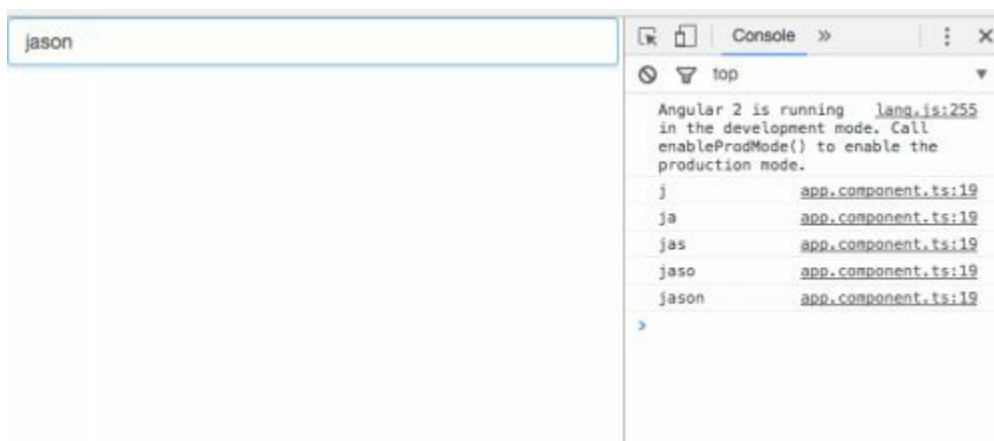 jason
Console »
top
Angular 2 is running lang.js:255
in the development mode. Call
enableProdMode() to enable the
production mode.
j app.component.ts:19
ja app.component.ts:19
jas app.component.ts:19
jaso app.component.ts:19
jason app.component.ts:19